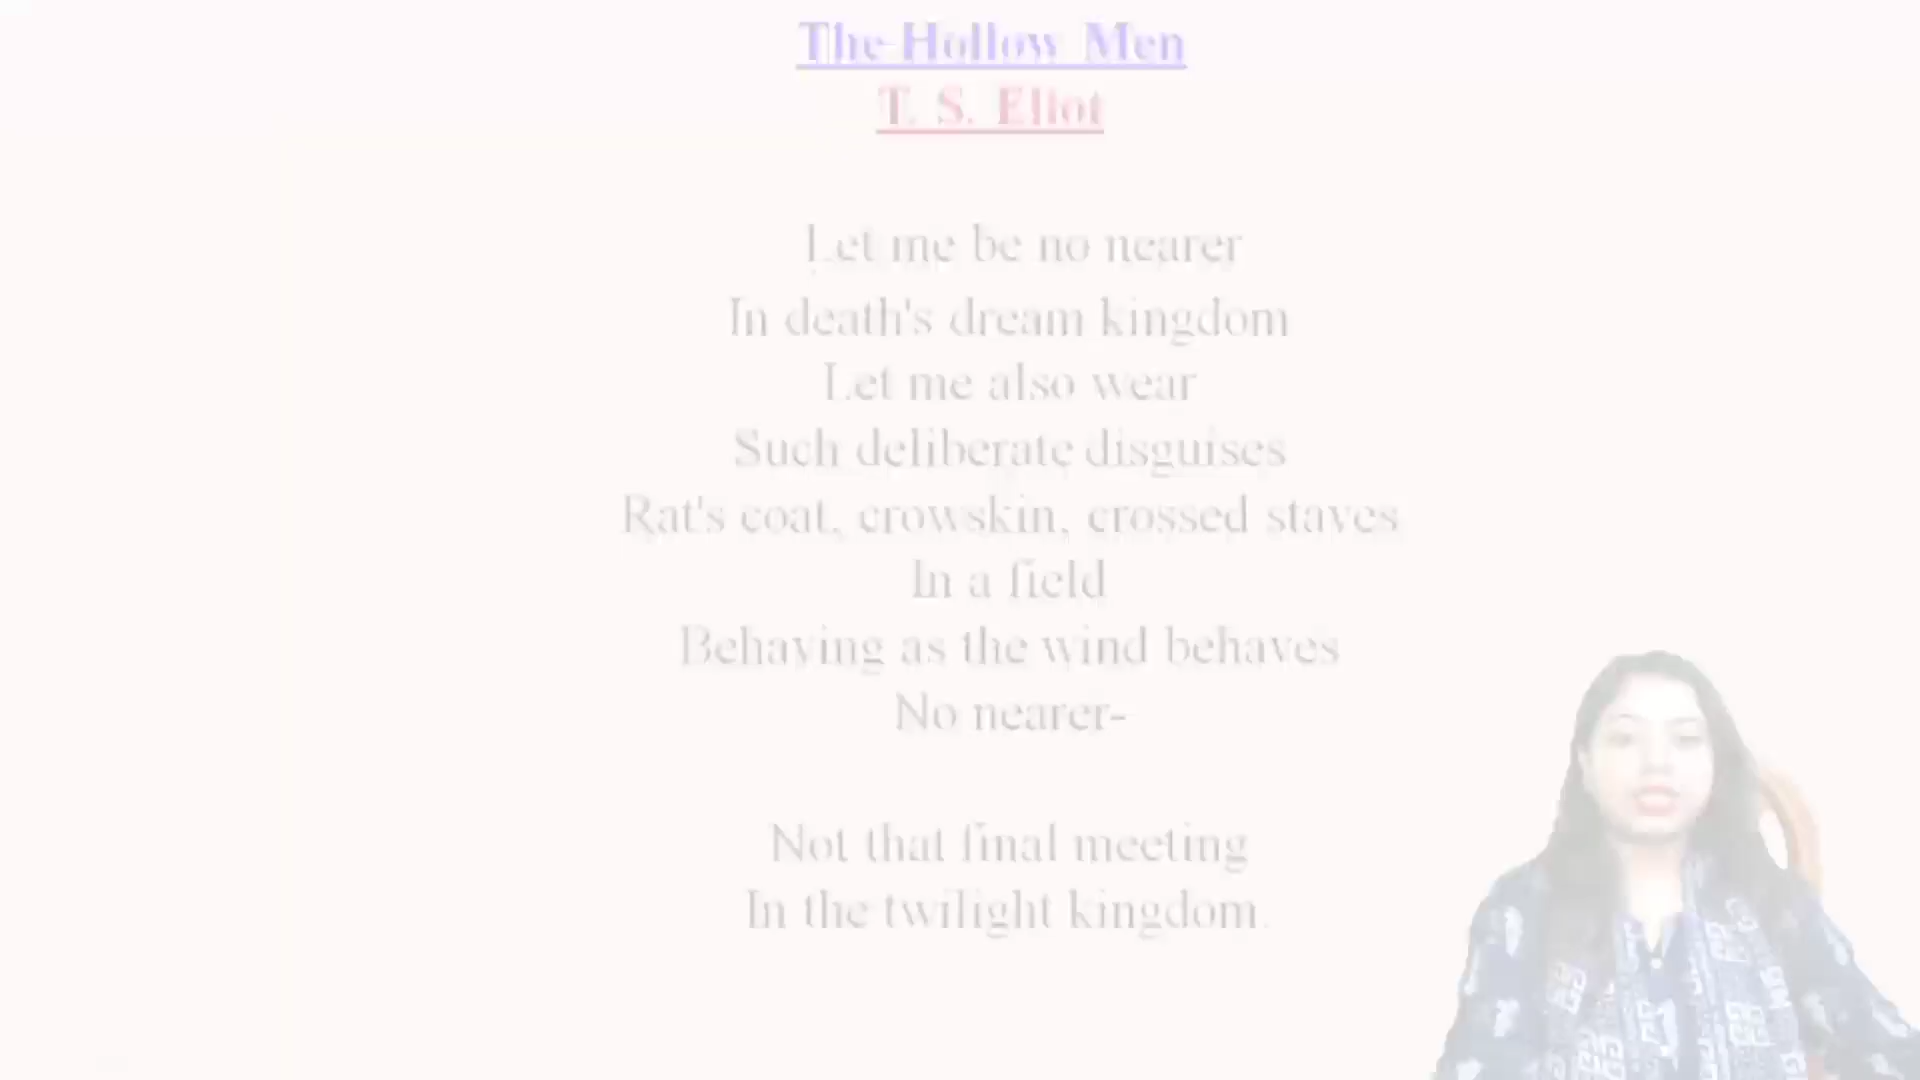 The Hollow Men
T. S. Eliot
Let me be no nearer
In death's dream kingdom
Let me also wear
Such deliberate disguises
Rat's coat, crowskin, crossed staves
In a field
Behaving as the wind behaves
No nearer-
Not that final meeting
In the twilight kingdom.